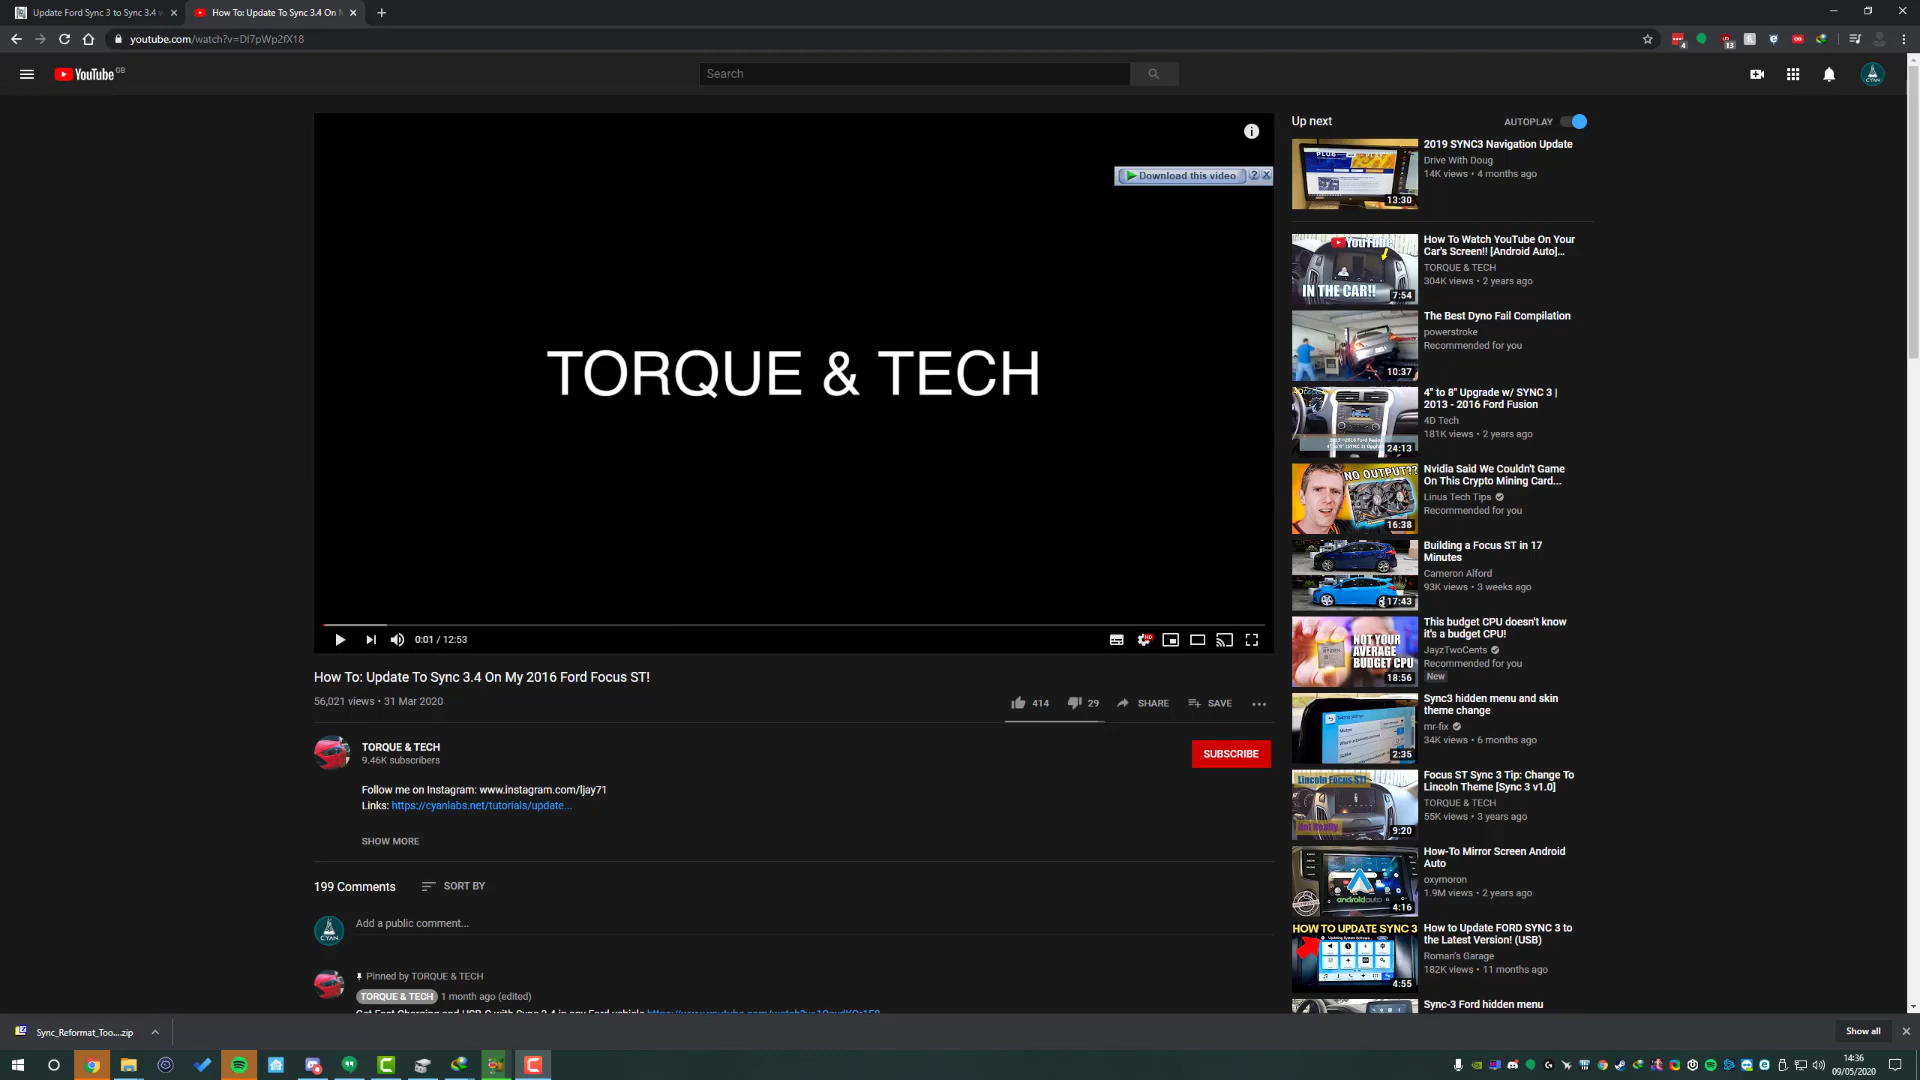 Update Ford Sync 3 to Sync 3.4
How To: Update To Sync 3.4 On
youtube.com/watch?v=DI7pWp2fX18
4
13
YouTube GB
Search
CYAN
Download this video
?
TORQUE & TECH
0:01 / 12:53
HD
How To: Update To Sync 3.4 On My 2016 Ford Focus ST!
56,021 views • 31 Mar 2020
414
29
SHARE
SAVE
TORQUE & TECH
9.46K subscribers
SUBSCRIBE
Follow me on Instagram: www.instagram.com/ljay71
Links: https://cyanlabs.net/tutorials/update...
SHOW MORE
199 Comments
SORT BY
CYAN
Add a public comment...
Pinned by TORQUE & TECH
TORQUE & TECH 1 month ago (edited)
Up next
AUTOPLAY
13:30
2019 SYNC3 Navigation Update
Drive With Doug
14K views • 4 months ago
YouTube
IN THE CAR!!
7:54
How To Watch YouTube On Your
Car's Screen!! [Android Auto]...
TORQUE & TECH
304K views • 2 years ago
10:37
The Best Dyno Fail Compilation
powerstroke
Recommended for you
24:13
4" to 8" Upgrade w/ SYNC 3 |
2013 - 2016 Ford Fusion
4D Tech
181K views • 2 years ago
NO OUTPUT??
16:38
Nvidia Said We Couldn't Game
On This Crypto Mining Card...
Linus Tech Tips
Recommended for you
17:43
Building a Focus ST in 17
Minutes
Cameron Alford
93K views • 3 weeks ago
NOT YOUR
AVERAGE
BUDGET CPU
18:56
This budget CPU doesn't know
it's a budget CPU!
JayzTwoCents
Recommended for you
New
2:35
Sync3 hidden menu and skin
theme change
mr-fix
34K views • 6 months ago
Lincoln Focus ST!
Not Really
9:20
Focus ST Sync 3 Tip: Change To
Lincoln Theme [Sync 3 v1.0]
TORQUE & TECH
55K views • 3 years ago
androidauto
4:16
How-To Mirror Screen Android
Auto
oxymoron
1.9M views • 2 years ago
HOW TO UPDATE SYNC 3
4:55
How to Update FORD SYNC 3 to
the Latest Version! (USB)
Roman's Garage
182K views • 11 months ago
Sync-3 Ford hidden menu
Sync_Reformat_Too....zip
Show all
14:36
09/05/2020